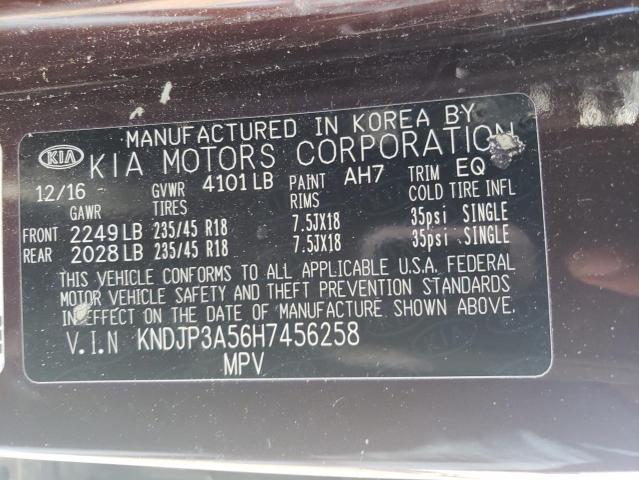 MANUFACTURED IN KOREA BY
KIA KIA MOTORS CORPORATION
12/16 GVWR 4101 LB PAINT AH7 TRIM EQ
GAWR TIRES RIMS COLD TIRE INFL
FRONT 2249 LB 235/45 R18 7.5JX18 35psi SINGLE
REAR 2028 LB 235/45 R18 7.5JX18 35psi SINGLE
THIS VEHICLE CONFORMS TO ALL APPLICABLE U.S.A. FEDERAL
MOTOR VEHICLE SAFETY AND THEFT PREVENTION STANDARDS
IN EFFECT ON THE DATE OF MANUFACTURE SHOWN ABOVE.
V.I.N KNDJP3A56H7456258
MPV